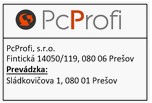 PcProfi
PcProfi, s.r.o.
Fintická 14050/119, 080 06 Prešov
Prevádzka:
Sládkovičova 1, 080 01 Prešov